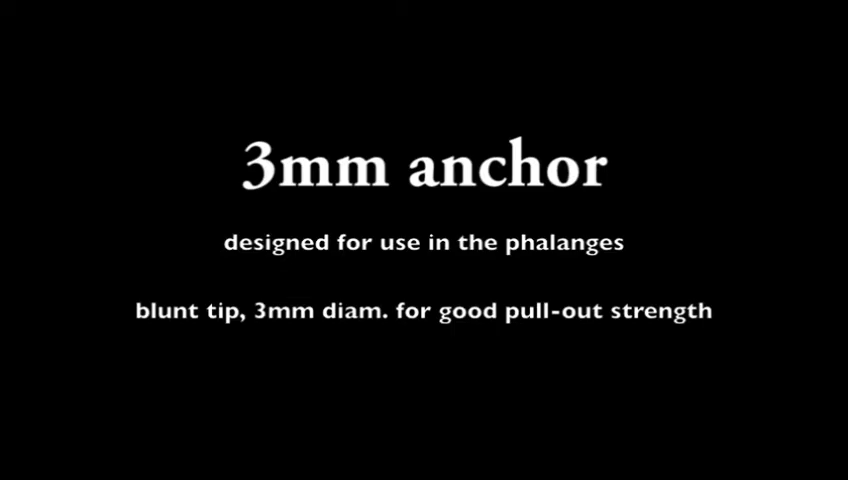 3mm anchor
designed for use in the phalanges
blunt tip, 3mm diam. for good pull-out strength